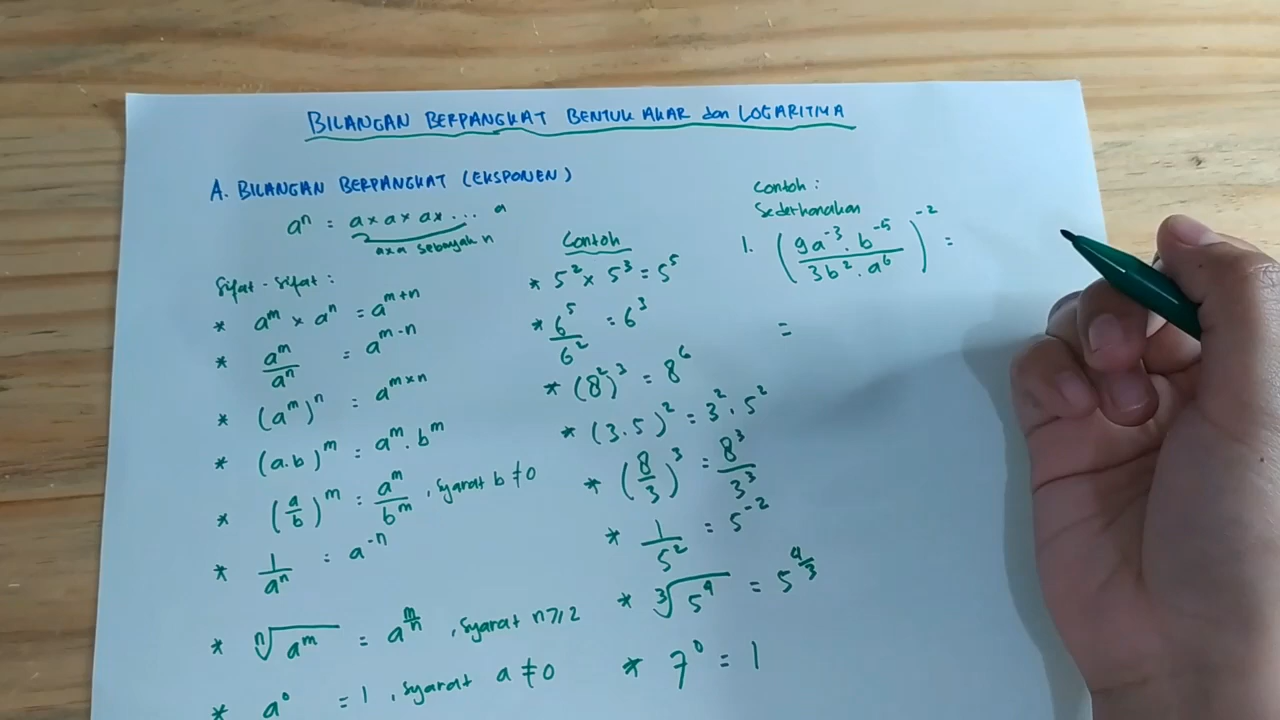 BILANGAN BERPANGKAT BENTUK AKAR dan LOGARITMA
A. BILANGAN BERPANGKAT (EKSPONEN)
aⁿ = a x a x a x ... a
axa sebayak n
Sifat - Sifat :
* aᵐ x aⁿ = aᵐ⁺ⁿ
* aᵐ/aⁿ = aᵐ⁻ⁿ
* (aᵐ)ⁿ = aᵐˣⁿ
* (a.b)ᵐ = aᵐ . bᵐ
* (a/b)ᵐ = aᵐ/bᵐ , Syarat b ≠ 0
* 1/aⁿ = a⁻ⁿ
* ⁿ√aᵐ = a^(m/n) , Syarat n ≥ 2
* a⁰ = 1 , Syarat a ≠ 0
Contoh
* 5² x 5³ = 5⁵
* 6⁵/6² = 6³
* (8²)³ = 8⁶
* (3.5)² = 3² . 5²
* (8/3)³ = 8³/3³
* 1/5² = 5⁻²
* ³√5⁴ = 5^(4/3)
* 7⁰ = 1
Contoh :
Sederhanakan
1. (9a⁻³ . b⁻⁵ / 3b² . a⁶)⁻² =
=